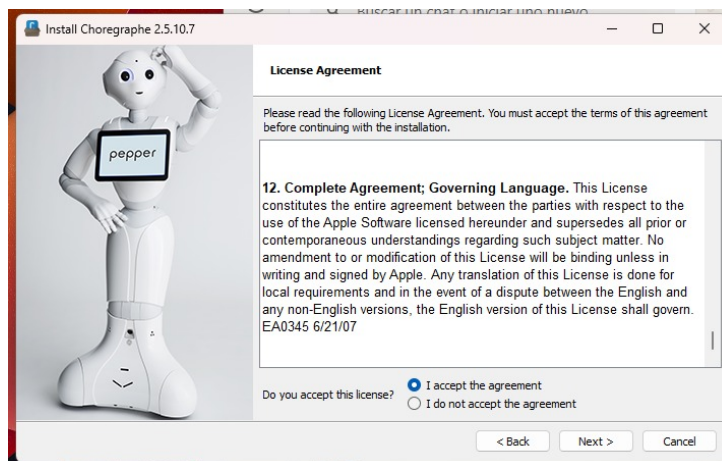 Buscar un chat o iniciar uno nuevo
Install Choregraphe 2.5.10.7
License Agreement
Please read the following License Agreement. You must accept the terms of this agreement
before continuing with the installation.
pepper
12. Complete Agreement; Governing Language. This License
constitutes the entire agreement between the parties with respect to the
use of the Apple Software licensed hereunder and supersedes all prior or
contemporaneous understandings regarding such subject matter. No
amendment to or modification of this License will be binding unless in
writing and signed by Apple. Any translation of this License is done for
local requirements and in the event of a dispute between the English and
any non-English versions, the English version of this License shall govern.
EA0345 6/21/07
Do you accept this license?
I accept the agreement
I do not accept the agreement
< Back
Next >
Cancel